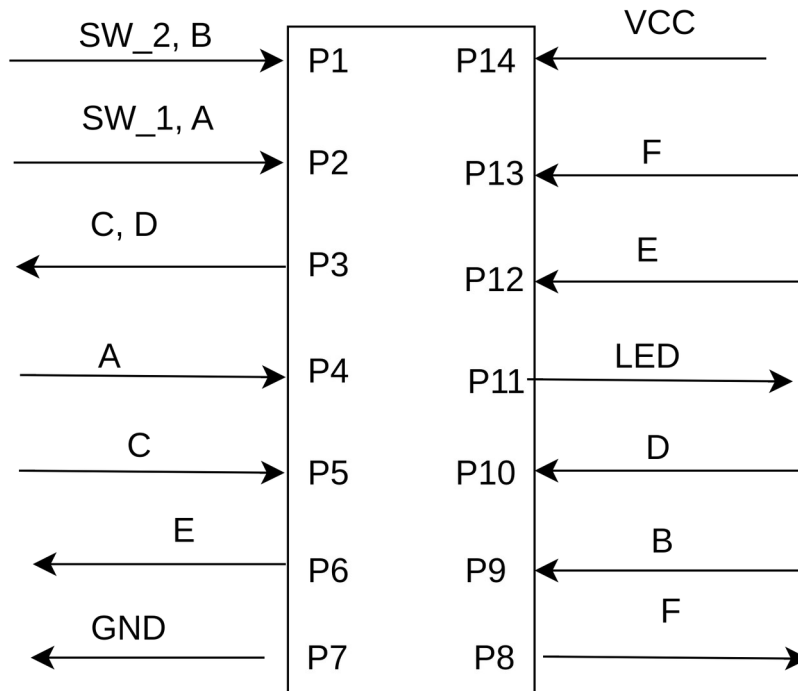 SW_2, B
P1
SW_1, A
P2
C, D
P3
A
P4
C
P5
E
P6
GND
P7
VCC
P14
F
P13
E
P12
LED
P11
D
P10
B
P9
F
P8